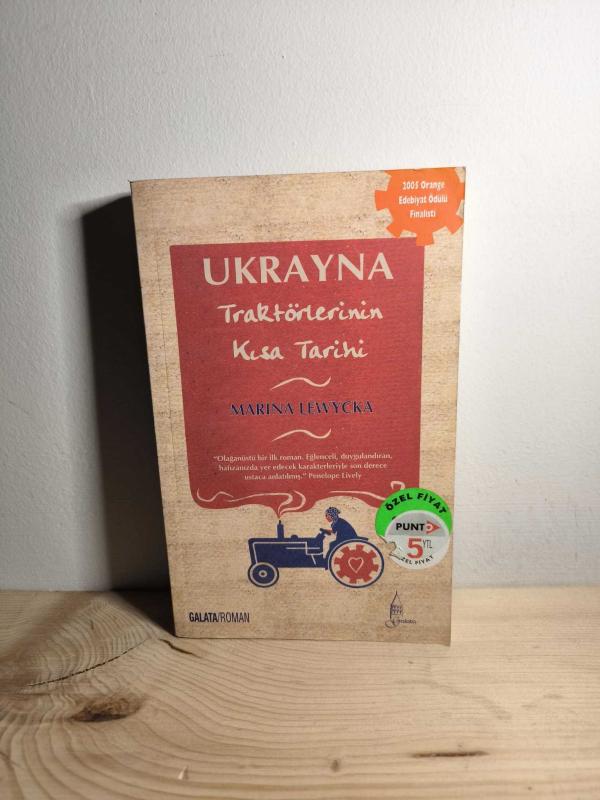 2005 Orange
Edebiyat Ödülü
Finalisti
UKRAYNA
Traktörlerinin
Kısa Tarihi
MARINA LEWYCKA
"Olağanüstü bir ilk roman. Eğlenceli, duygulandıran,
hafızanızda yer edecek karakterleriyle son derece
ustaca anlatılmış." Penelope Lively
ÖZEL FİYAT
PUNTO
5 YTL
ÖZEL FİYAT
GALATA/ROMAN